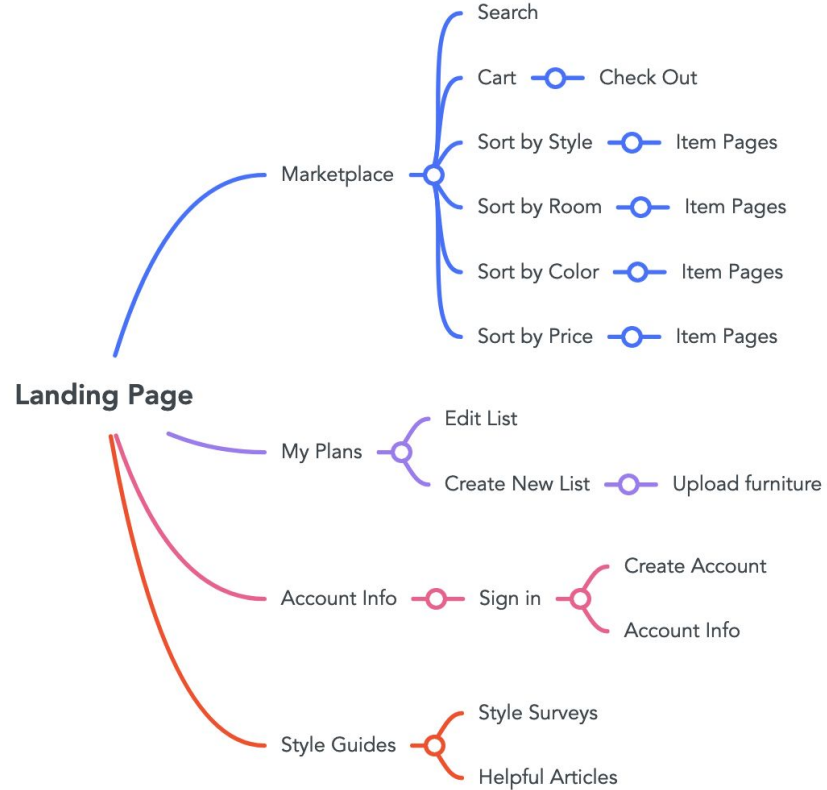 Search
Cart
Check Out
Sort by Style
Item Pages
Marketplace
Sort by Room
Item Pages
Sort by Color
Item Pages
Sort by Price
Item Pages
Landing Page
Edit List
My Plans
Create New List
Upload furniture
Create Account
Account Info
Sign in
Account Info
Style Surveys
Style Guides
Helpful Articles